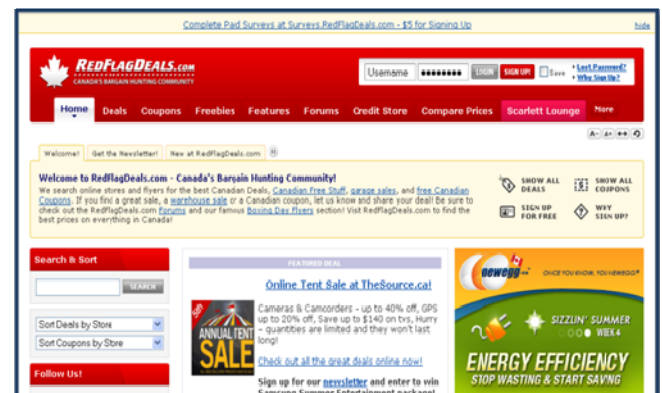 Complete Paid Surveys at Surveys.RedFlagDeals.com - $5 for Signing Up
hide
REDFLAGDEALS.COM
CANADA'S BARGAIN HUNTING COMMUNITY
Username
LOGIN
SIGN UP!
Save
Lost Password?
Why Sign Up?
Home Deals Coupons Freebies Features Forums Credit Store Compare Prices Scarlett Lounge More
A- A+
Welcome! Get the Newsletter! New at RedFlagDeals.com
Welcome to RedFlagDeals.com - Canada's Bargain Hunting Community!
We search online stores and flyers for the best Canadian Deals, Canadian Free Stuff, garage sales, and free Canadian
Coupons. If you find a great sale, a warehouse sale or a Canadian coupon, let us know and share your deal! Be sure to
check out the RedFlagDeals.com Forums and our famous Boxing Day Flyers section! Visit RedFlagDeals.com to find the
best prices on everything in Canada!
SHOW ALL
DEALS
SHOW ALL
COUPONS
SIGN UP
FOR FREE
WHY
SIGN UP?
Search & Sort
SEARCH
Sort Deals by Store
Sort Coupons by Store
Follow Us!
FEATURED DEAL
Online Tent Sale at TheSource.ca!
ANNUAL TENT
SALE
Cameras & Camcorders - up to 40% off, GPS
up to 20% off, Save up to $140 on tvs, Hurry
- quantities are limited and they won't last
long!
Check out all the great deals online now!
Sign up for our newsletter and enter to win
Samsung Summer Entertainment package!
newegg
ONCE YOU KNOW, YOU NEWEGG®
SIZZLIN' SUMMER
WEEK 4
ENERGY EFFICIENCY
STOP WASTING & START SAVING